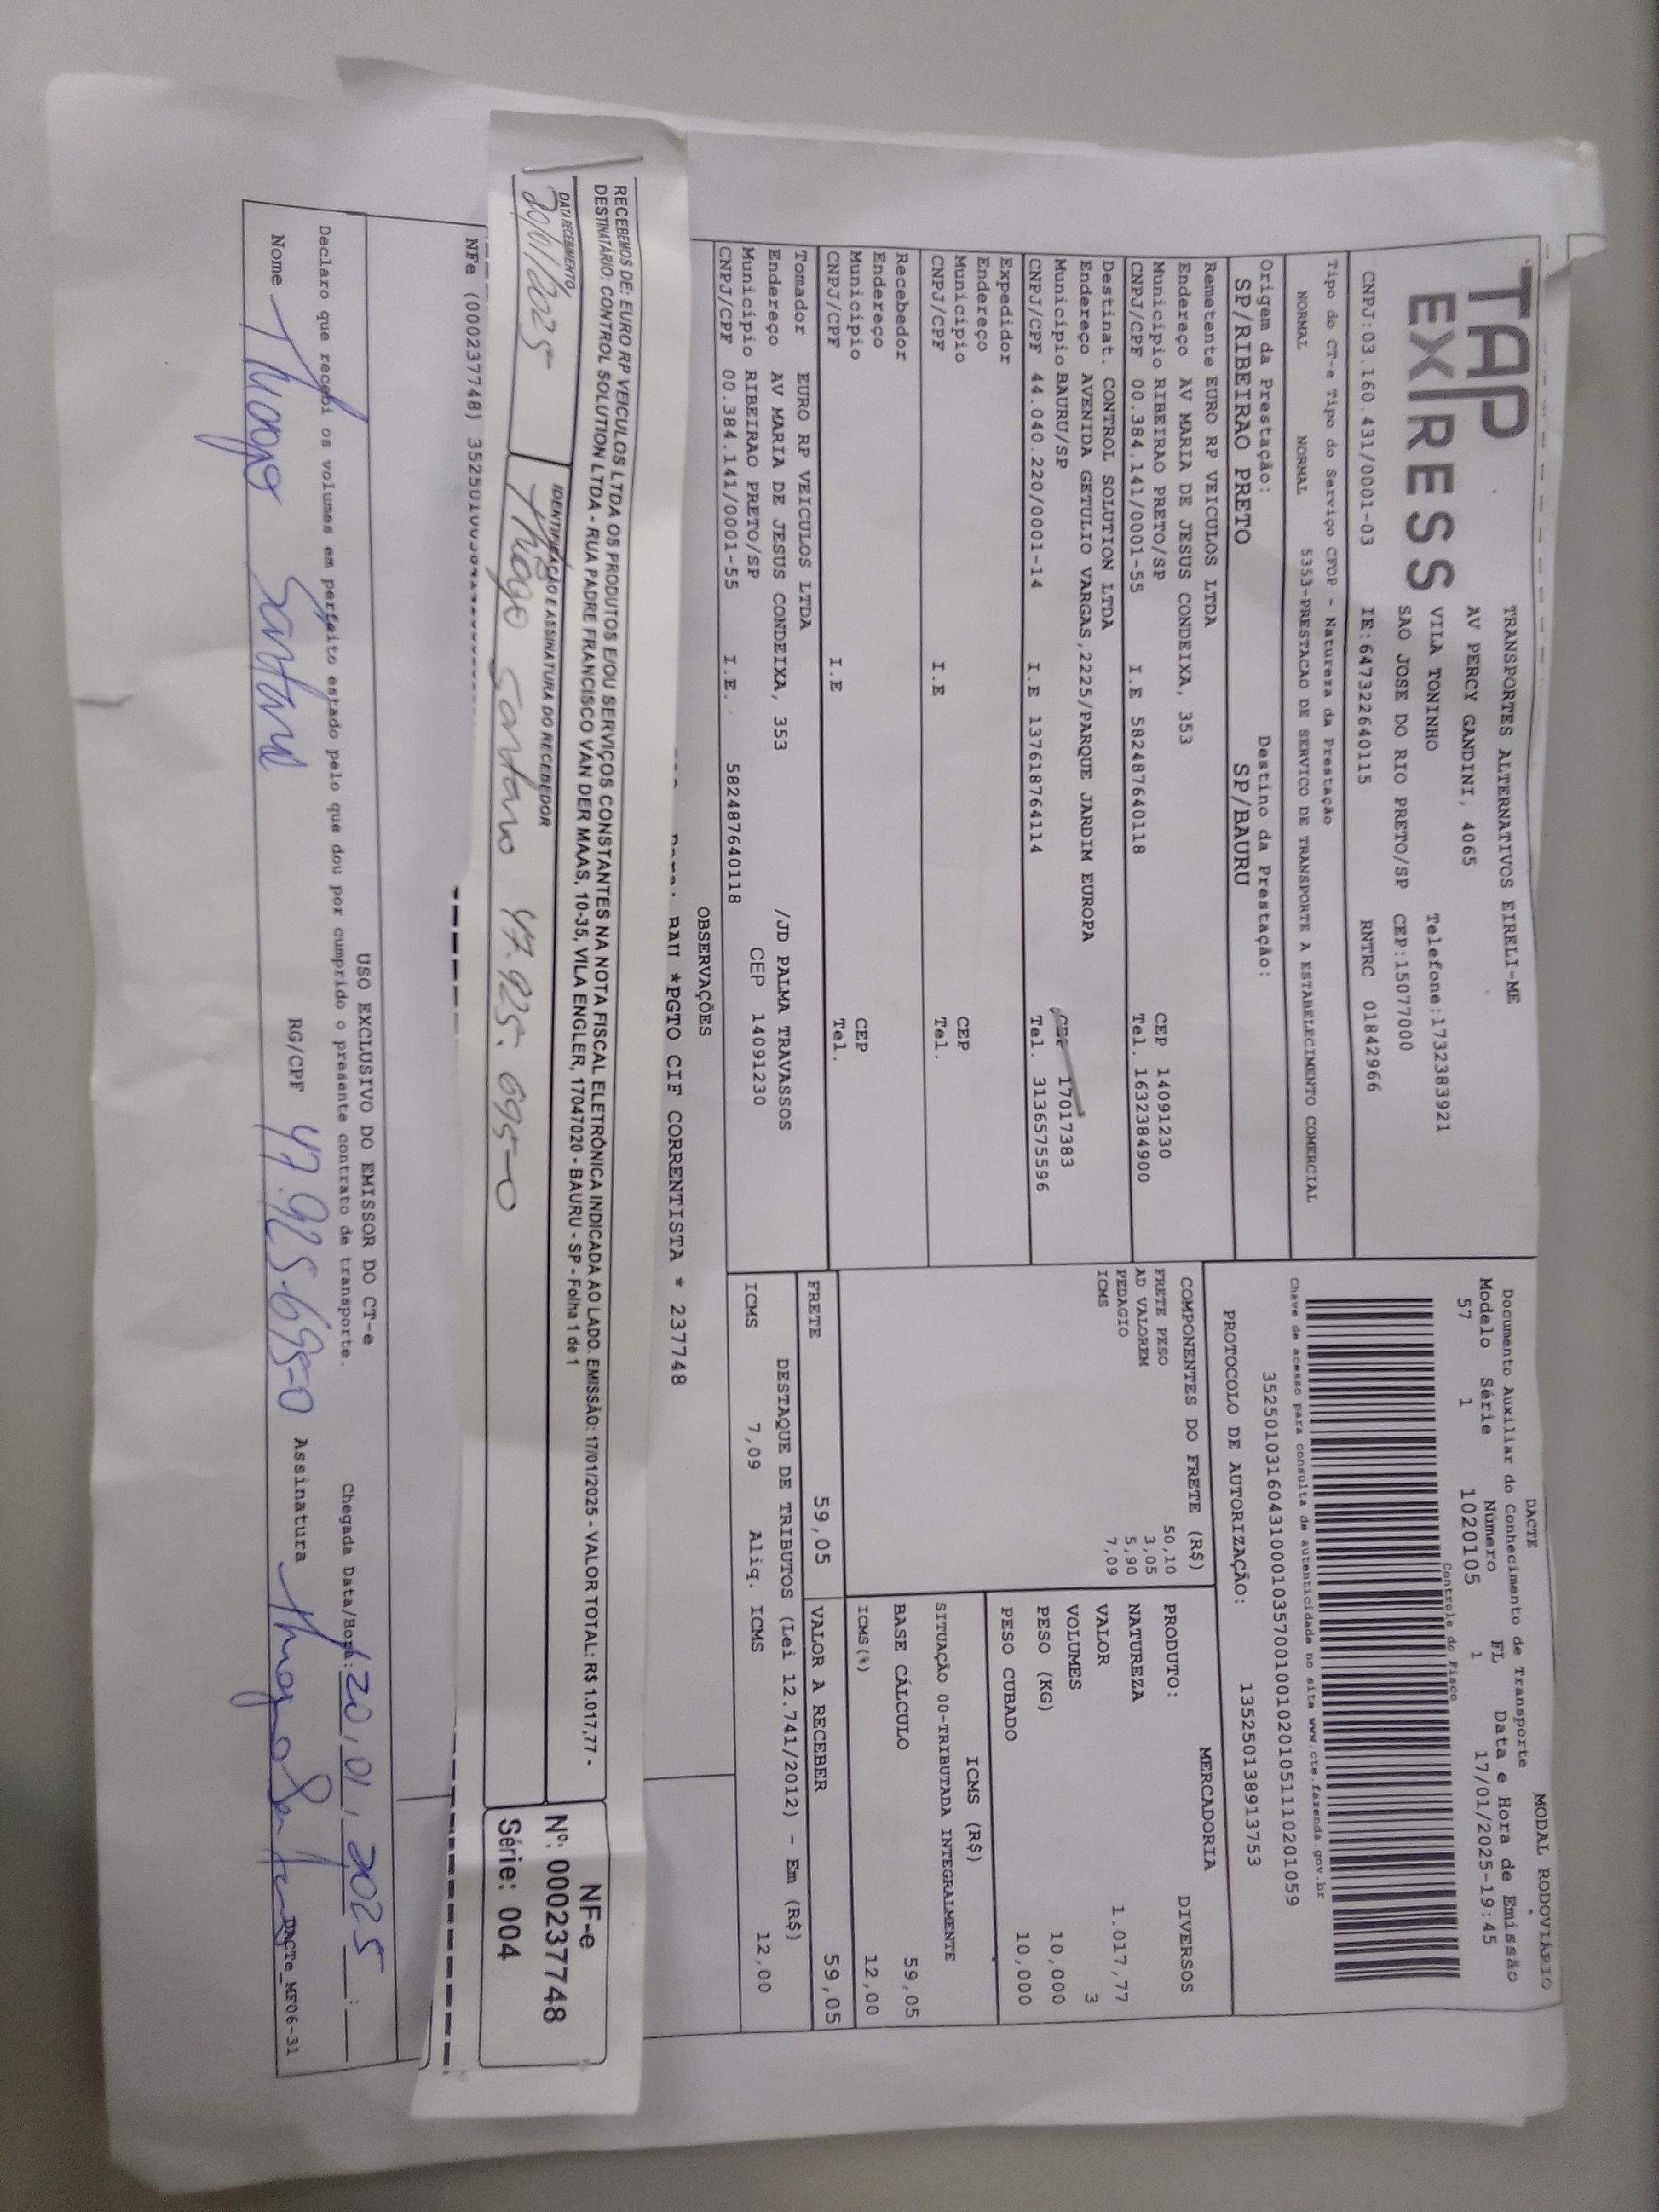 TAP
EXPRESS
TRANSPORTES ALTERNATIVOS EIRELI-ME
AV PERCY GANDINI, 4065
VILA TONINHO Telefone:1732383921
SAO JOSE DO RIO PRETO/SP CEP:15077000
CNPJ:03.160.431/0001-03 IE:647322640115 RNTRC 01842966
Tipo do CT-e Tipo do Serviço CFOP - Natureza da Prestação
NORMAL NORMAL 5353-PRESTACAO DE SERVICO DE TRANSPORTE A ESTABELECIMENTO COMERCIAL
Origem da Prestação: Destino da Prestação:
SP/RIBEIRAO PRETO SP/BAURU
DACTE MODAL RODOVIÁRIO
Documento Auxiliar do Conhecimento de Transporte
Modelo Série Número FL Data e Hora de Emissão
57 1 1020105 1 17/01/2025-19:45
Controle do Fisco
Chave de acesso para consulta de autenticidade no site www.cte.fazenda.gov.br
35250103160431000103570010010201051110201059
PROTOCOLO DE AUTORIZAÇÃO: 135250138913753
Remetente EURO RP VEICULOS LTDA
Endereço AV MARIA DE JESUS CONDEIXA, 353
Município RIBEIRAO PRETO/SP CEP 14091230
CNPJ/CPF 00.384.141/0001-55 I.E 582487640118 Tel. 1632384900
Destinat. CONTROL SOLUTION LTDA
Endereço AVENIDA GETULIO VARGAS,2225/PARQUE JARDIM EUROPA
Município BAURU/SP CEP 17017383
CNPJ/CPF 44.040.220/0001-14 I.E 137618764114 Tel. 3136575596
Expedidor
Endereço
Município CEP
CNPJ/CPF I.E Tel.
Recebedor
Endereço
Município CEP
CNPJ/CPF I.E Tel.
Tomador EURO RP VEICULOS LTDA
Endereço AV MARIA DE JESUS CONDEIXA, 353 /JD PALMA TRAVASSOS
Município RIBEIRAO PRETO/SP CEP 14091230
CNPJ/CPF 00.384.141/0001-55 I.E. 582487640118
COMPONENTES DO FRETE (R$)
FRETE PESO 50,10
AD VALOREM 3,05
PEDAGIO 5,90
ICMS 7,09
MERCADORIA
PRODUTO: DIVERSOS
NATUREZA
VALOR 1.017,77
VOLUMES 3
PESO (KG) 10,000
PESO CUBADO 10,000
ICMS (R$)
SITUAÇÃO 00-TRIBUTADA INTEGRALMENTE
BASE CÁLCULO 59,05
ICMS(%) 12,00
FRETE 59,05 VALOR A RECEBER 59,05
DESTAQUE DE TRIBUTOS (Lei 12.741/2012) - Em (R$)
ICMS 7,09 Aliq. ICMS 12,00
OBSERVAÇÕES
BAU *PGTO CIF CORRENTISTA * 237748
RECEBEMOS DE: EURO RP VEICULOS LTDA OS PRODUTOS E/OU SERVIÇOS CONSTANTES NA NOTA FISCAL ELETRÔNICA INDICADA AO LADO. EMISSÃO: 17/01/2025 - VALOR TOTAL: R$ 1.017,77 -
DESTINATÁRIO: CONTROL SOLUTION LTDA - RUA PADRE FRANCISCO VAN DER MAAS, 10-35, VILA ENGLER, 17047020 - BAURU - SP - Folha 1 de 1
DATA RECEBIMENTO IDENTIFICAÇÃO E ASSINATURA DO RECEBEDOR
20/01/2025 Thiago Santana 47.925.695-0
NF-e
Nº: 000237748
Série: 004
NFe (000237748)
USO EXCLUSIVO DO EMISSOR DO CT-e
Declaro que recebi os volumes em perfeito estado pelo que dou por cumprido o presente contrato de transporte.
Chegada Data/Hora: 20/01/2025 __:__
Nome Thiago Santana RG/CPF 47.925.695-0 Assinatura Thiago Santana
DACTe_MF06-31